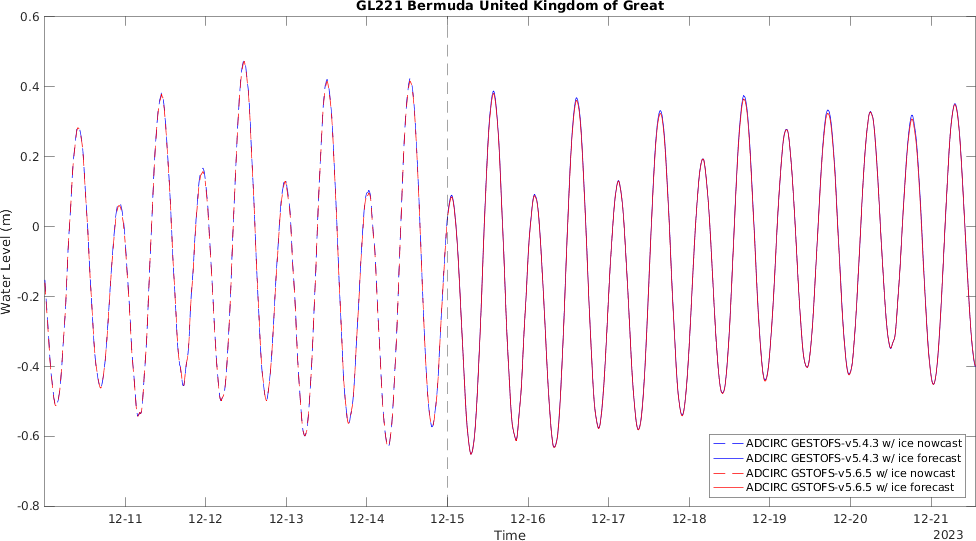 GL221 Bermuda United Kingdom of Great
0.6
0.4
0.2
0
-0.2
-0.4
-0.6
-0.8
Water Level (m)
ADCIRC GESTOFS-v5.4.3 w/ ice nowcast
ADCIRC GESTOFS-v5.4.3 w/ ice forecast
ADCIRC GSTOFS-v5.6.5 w/ ice nowcast
ADCIRC GSTOFS-v5.6.5 w/ ice forecast
12-11 12-12 12-13 12-14 12-15 12-16 12-17 12-18 12-19 12-20 12-21
Time
2023